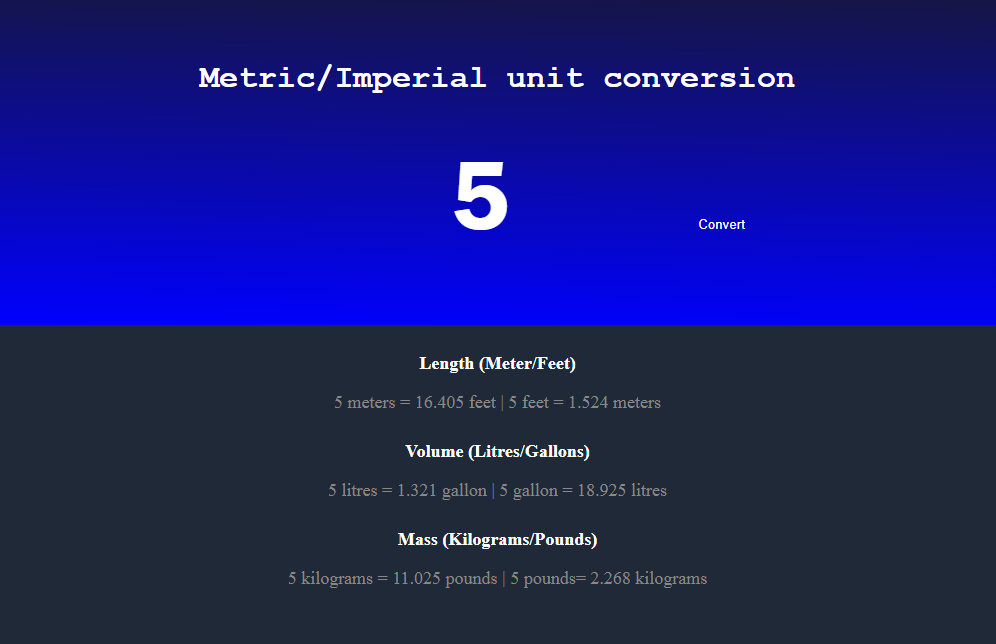 Metric/Imperial unit conversion
5
Convert
Length (Meter/Feet)
5 meters = 16.405 feet | 5 feet = 1.524 meters
Volume (Litres/Gallons)
5 litres = 1.321 gallon | 5 gallon = 18.925 litres
Mass (Kilograms/Pounds)
5 kilograms = 11.025 pounds | 5 pounds= 2.268 kilograms